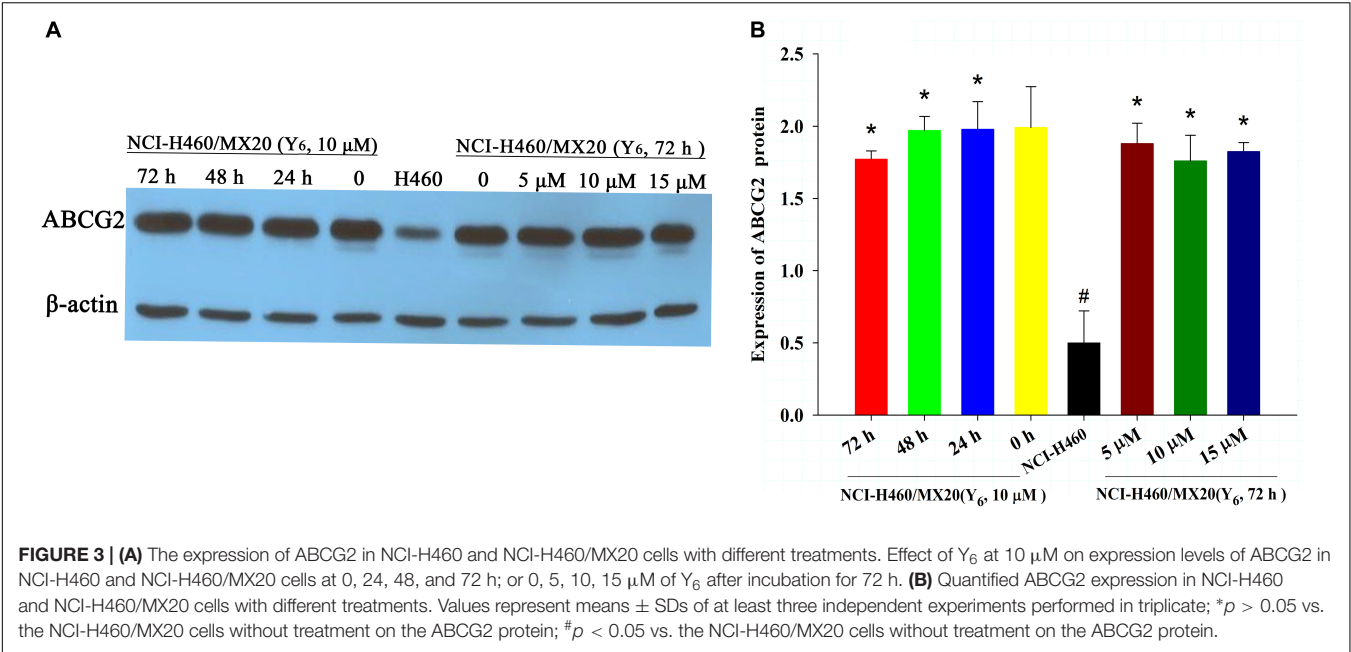 A
NCI-H460/MX20 (Y6, 10 μM) NCI-H460/MX20 (Y6, 72 h )
72 h 48 h 24 h 0 H460 0 5 μM 10 μM 15 μM
ABCG2
β-actin
B
Expression of ABCG2 protein
2.5
2.0
1.5
1.0
0.5
0.0
* * * # * * *
72 h 48 h 24 h 0 h NCI-H460 5 μM 10 μM 15 μM
NCI-H460/MX20(Y6, 10 μM ) NCI-H460/MX20(Y6, 72 h )
FIGURE 3 | (A) The expression of ABCG2 in NCI-H460 and NCI-H460/MX20 cells with different treatments. Effect of Y6 at 10 μM on expression levels of ABCG2 in
NCI-H460 and NCI-H460/MX20 cells at 0, 24, 48, and 72 h; or 0, 5, 10, 15 μM of Y6 after incubation for 72 h. (B) Quantified ABCG2 expression in NCI-H460
and NCI-H460/MX20 cells with different treatments. Values represent means ± SDs of at least three independent experiments performed in triplicate; *p > 0.05 vs.
the NCI-H460/MX20 cells without treatment on the ABCG2 protein; #p < 0.05 vs. the NCI-H460/MX20 cells without treatment on the ABCG2 protein.